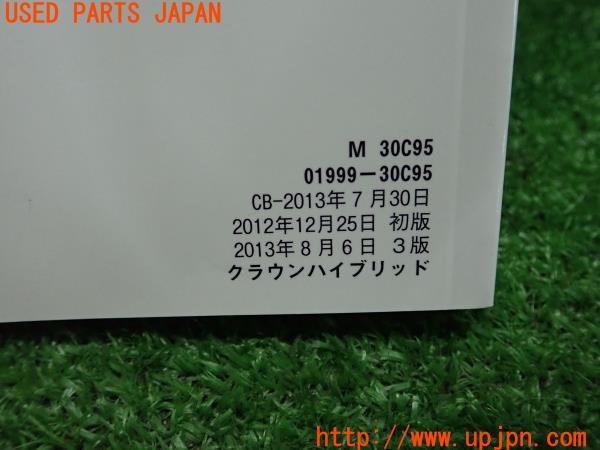 USED PARTS JAPAN
M 30C95
01999-30C95
CB-2013年7月30日
2012年12月25日 初版
2013年8月6日 3版
クラウンハイブリッド
http://www.upjpn.com/